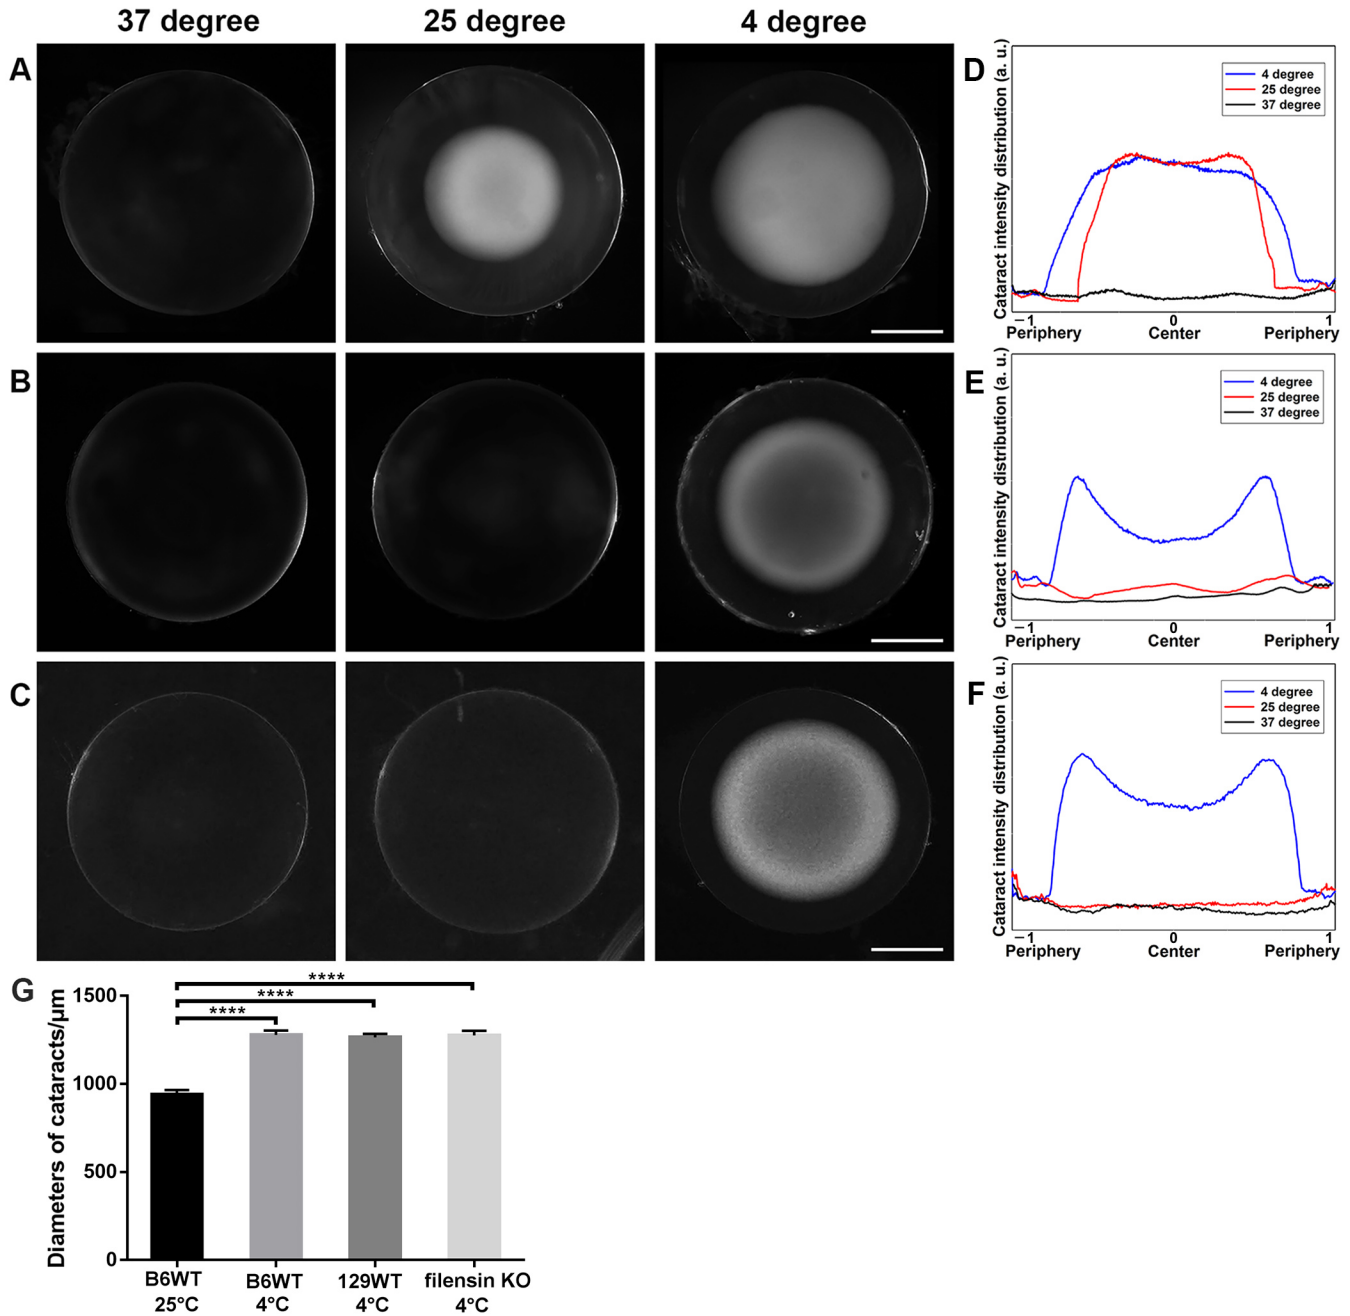 37 degree
25 degree
4 degree
A
D
Cataract intensity distribution (a. u.)
4 degree
25 degree
37 degree
−1
0
1
Periphery
Center
Periphery
B
E
Cataract intensity distribution (a. u.)
4 degree
25 degree
37 degree
−1
0
1
Periphery
Center
Periphery
C
F
Cataract intensity distribution (a. u.)
4 degree
25 degree
37 degree
−1
0
1
Periphery
Center
Periphery
G
Diameters of cataracts/μm
1500
1000
500
0
****
****
****
B6WT
25°C
B6WT
4°C
129WT
4°C
filensin KO
4°C